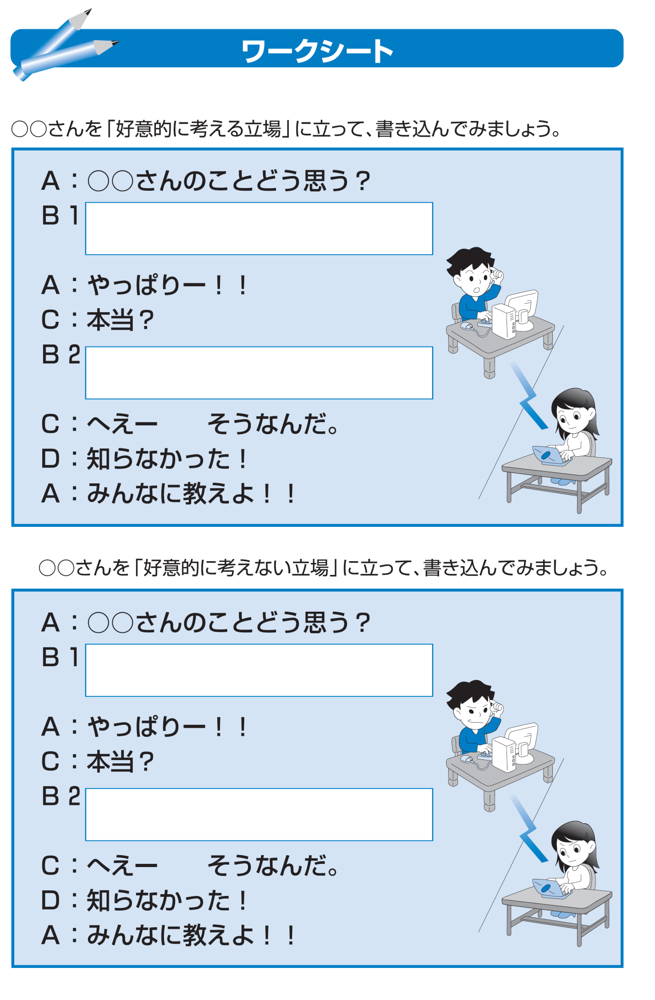 ワークシート
○○さんを「好意的に考える立場」に立って、書き込んでみましょう。
A：○○さんのことどう思う？
B1
A：やっぱりー！！
C：本当？
B2
C：へえー　　そうなんだ。
D：知らなかった！
A：みんなに教えよ！！
○○さんを「好意的に考えない立場」に立って、書き込んでみましょう。
A：○○さんのことどう思う？
B1
A：やっぱりー！！
C：本当？
B2
C：へえー　　そうなんだ。
D：知らなかった！
A：みんなに教えよ！！